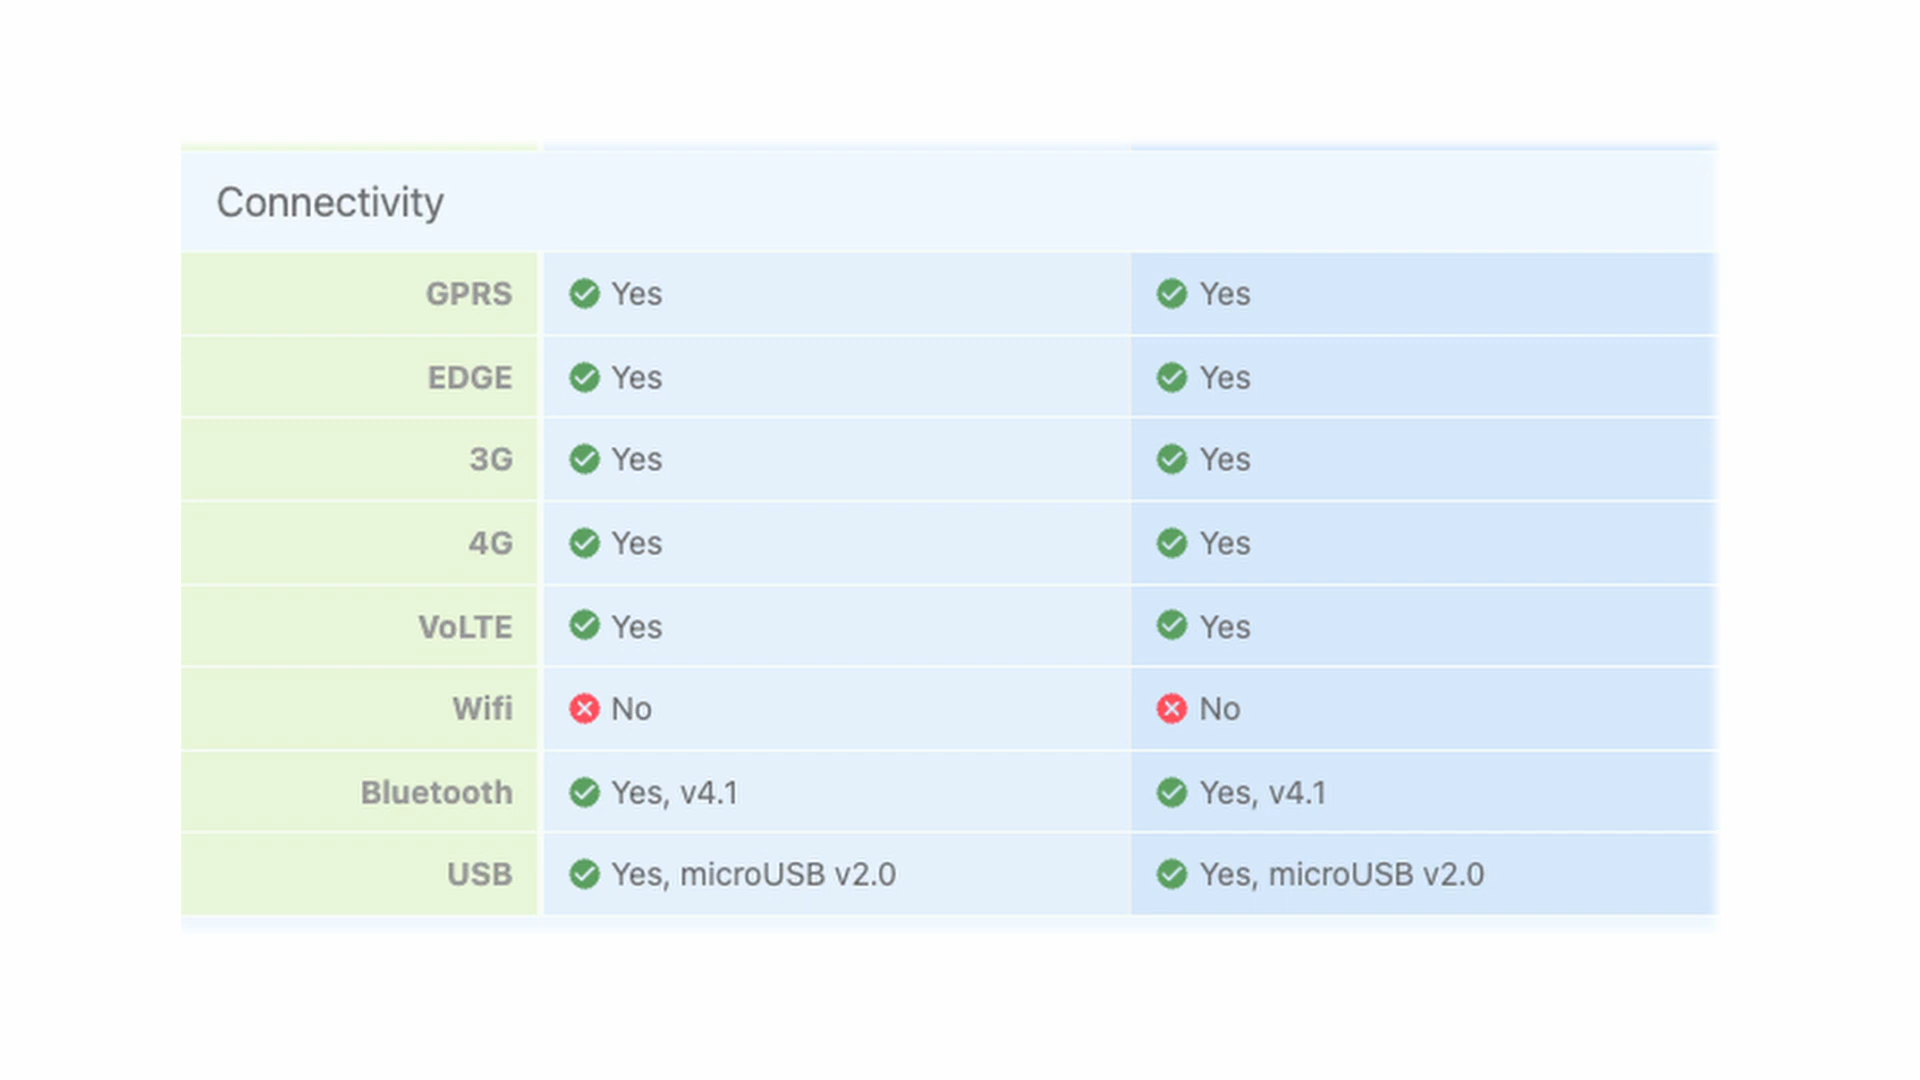 Connectivity
GPRS Yes Yes
EDGE Yes Yes
3G Yes Yes
4G Yes Yes
VoLTE Yes Yes
Wifi No No
Bluetooth Yes, v4.1 Yes, v4.1
USB Yes, microUSB v2.0 Yes, microUSB v2.0